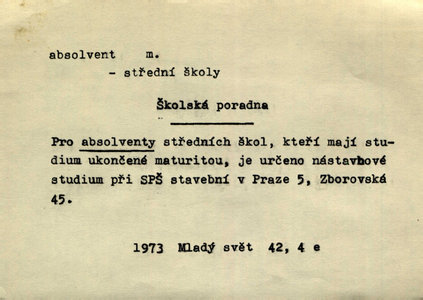 absolvent m.
- střední školy
Školská poradna
Pro absolventy středních škol, kteří mají stu-
dium ukončené maturitou, je určeno nástavbové
studium při SPŠ stavební v Praze 5, Zborovská
45.
1973 Mladý svět 42, 4 e